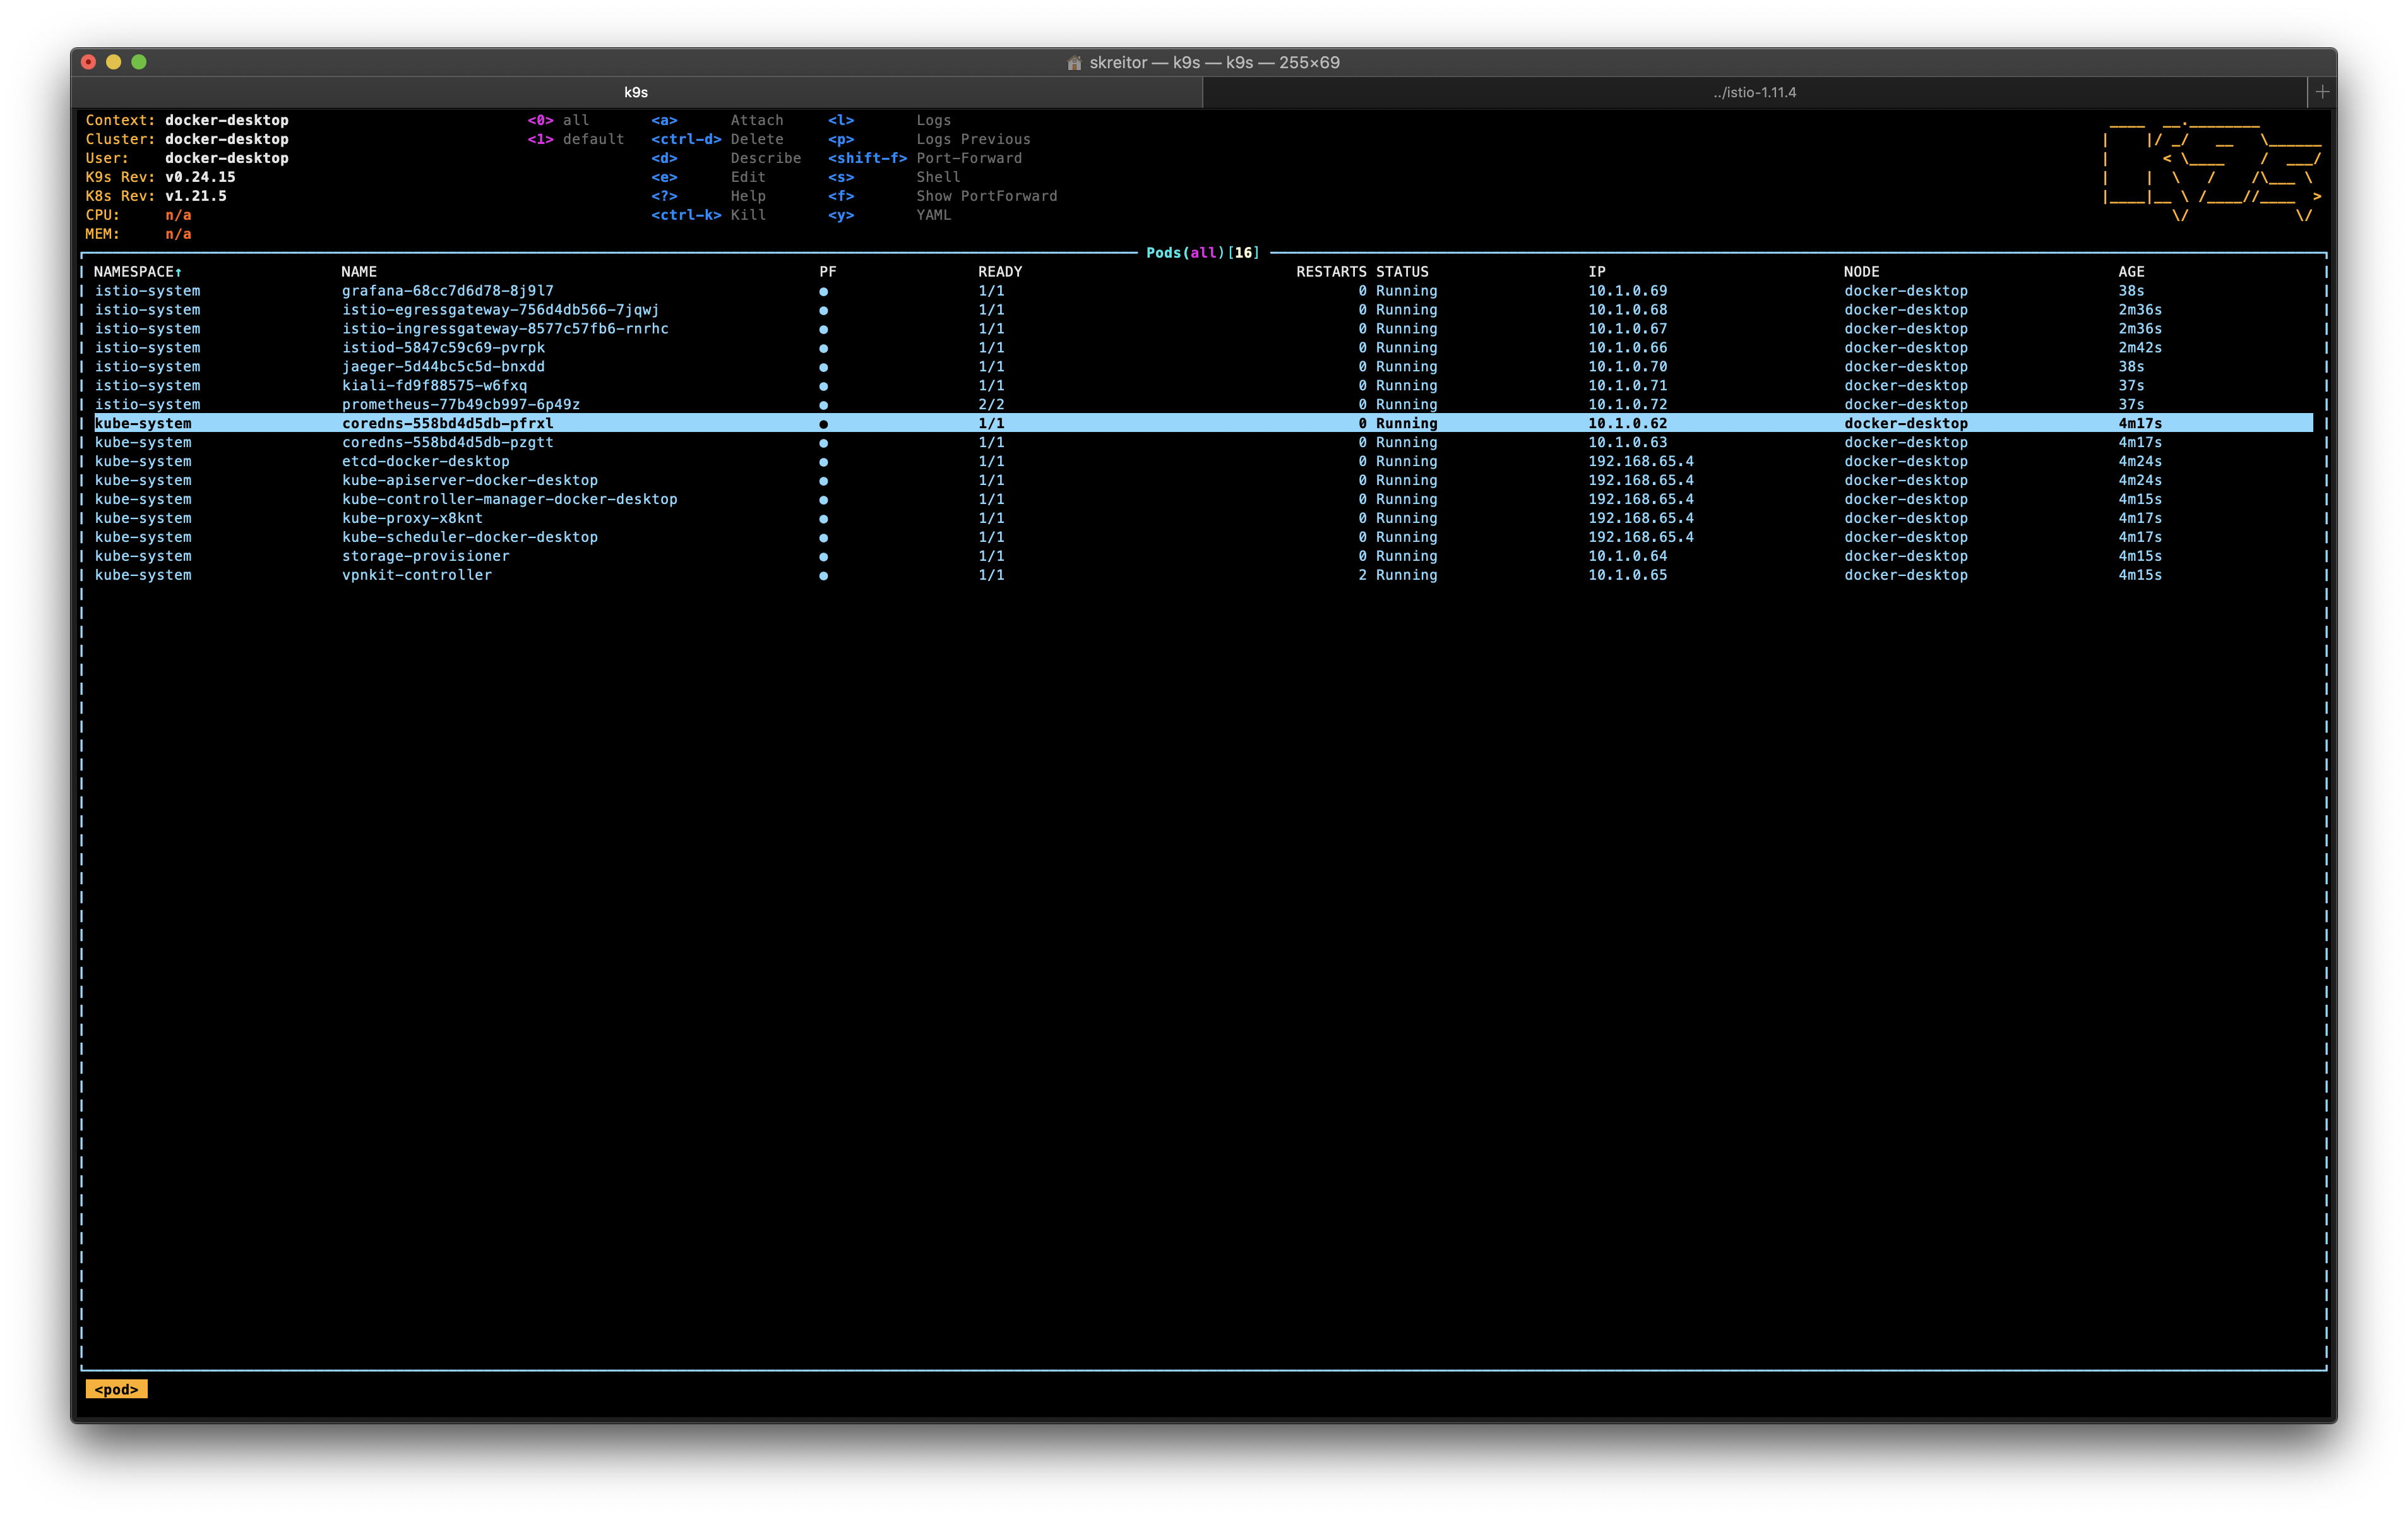 skreitor — k9s — k9s — 255×69
k9s ../istio-1.11.4 +
Context: docker-desktop <0> all <a> Attach <l> Logs
Cluster: docker-desktop <1> default <ctrl-d> Delete <p> Logs Previous
User: docker-desktop <d> Describe <shift-f> Port-Forward
K9s Rev: v0.24.15 <e> Edit <s> Shell
K8s Rev: v1.21.5 <?> Help <f> Show PortForward
CPU: n/a <ctrl-k> Kill <y> YAML
MEM: n/a
Pods(all)[16]
NAMESPACE↑ NAME PF READY RESTARTS STATUS IP NODE AGE
istio-system grafana-68cc7d6d78-8j9l7 ● 1/1 0 Running 10.1.0.69 docker-desktop 38s
istio-system istio-egressgateway-756d4db566-7jqwj ● 1/1 0 Running 10.1.0.68 docker-desktop 2m36s
istio-system istio-ingressgateway-8577c57fb6-rnrhc ● 1/1 0 Running 10.1.0.67 docker-desktop 2m36s
istio-system istiod-5847c59c69-pvrpk ● 1/1 0 Running 10.1.0.66 docker-desktop 2m42s
istio-system jaeger-5d44bc5c5d-bnxdd ● 1/1 0 Running 10.1.0.70 docker-desktop 38s
istio-system kiali-fd9f88575-w6fxq ● 1/1 0 Running 10.1.0.71 docker-desktop 37s
istio-system prometheus-77b49cb997-6p49z ● 2/2 0 Running 10.1.0.72 docker-desktop 37s
kube-system coredns-558bd4d5db-pfrxl ● 1/1 0 Running 10.1.0.62 docker-desktop 4m17s
kube-system coredns-558bd4d5db-pzgtt ● 1/1 0 Running 10.1.0.63 docker-desktop 4m17s
kube-system etcd-docker-desktop ● 1/1 0 Running 192.168.65.4 docker-desktop 4m24s
kube-system kube-apiserver-docker-desktop ● 1/1 0 Running 192.168.65.4 docker-desktop 4m24s
kube-system kube-controller-manager-docker-desktop ● 1/1 0 Running 192.168.65.4 docker-desktop 4m15s
kube-system kube-proxy-x8knt ● 1/1 0 Running 192.168.65.4 docker-desktop 4m17s
kube-system kube-scheduler-docker-desktop ● 1/1 0 Running 192.168.65.4 docker-desktop 4m17s
kube-system storage-provisioner ● 1/1 0 Running 10.1.0.64 docker-desktop 4m15s
kube-system vpnkit-controller ● 1/1 2 Running 10.1.0.65 docker-desktop 4m15s
<pod>